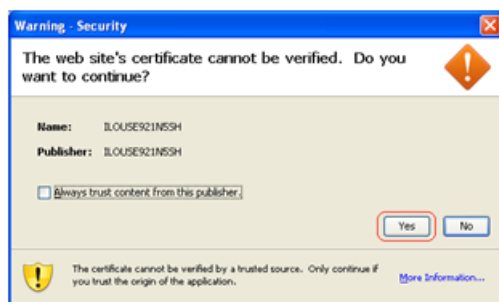 Warning - Security
The web site's certificate cannot be verified. Do you
want to continue?
Name: ILOUSE921N5SH
Publisher: ILOUSE921N5SH
Always trust content from this publisher.
Yes No
The certificate cannot be verified by a trusted source. Only continue if
you trust the origin of the application.
More Information...